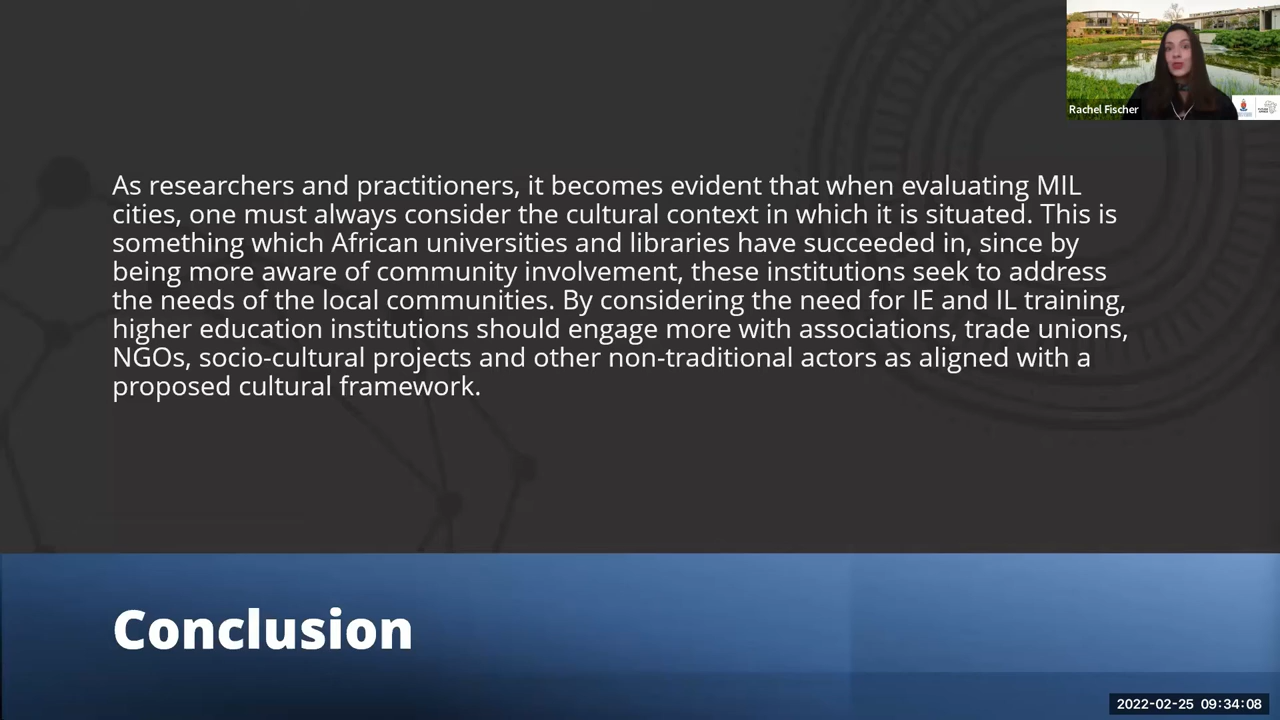 Rachel Fischer
As researchers and practitioners, it becomes evident that when evaluating MIL
cities, one must always consider the cultural context in which it is situated. This is
something which African universities and libraries have succeeded in, since by
being more aware of community involvement, these institutions seek to address
the needs of the local communities. By considering the need for IE and IL training,
higher education institutions should engage more with associations, trade unions,
NGOs, socio-cultural projects and other non-traditional actors as aligned with a
proposed cultural framework.
Conclusion
2022-02-25 09:34:08